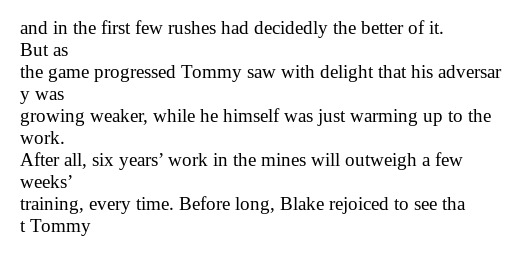 and in the first few rushes had decidedly the better of it.
But as
the game progressed Tommy saw with delight that his adversar
y was
growing weaker, while he himself was just warming up to the
work.
After all, six years’ work in the mines will outweigh a few
weeks’
training, every time. Before long, Blake rejoiced to see tha
t Tommy